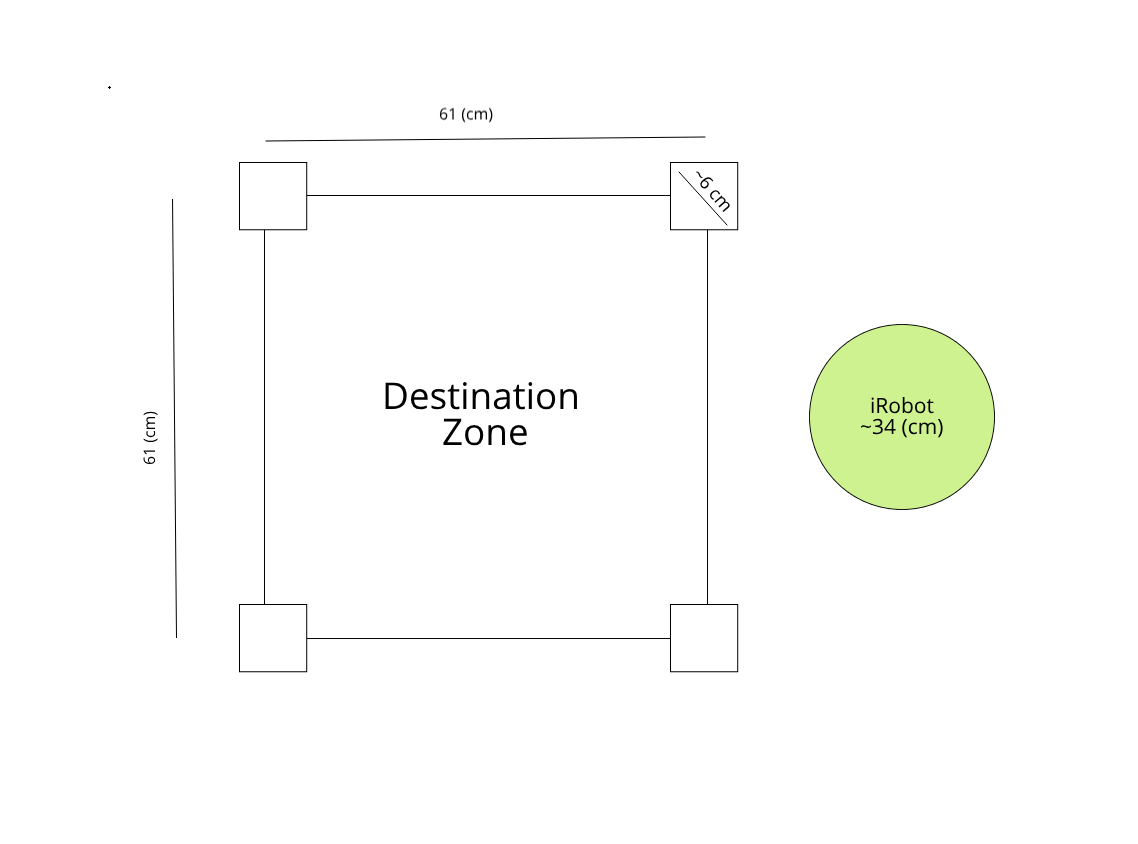 61 (cm)
~6 cm
61 (cm)
Destination
Zone
iRobot
~34 (cm)